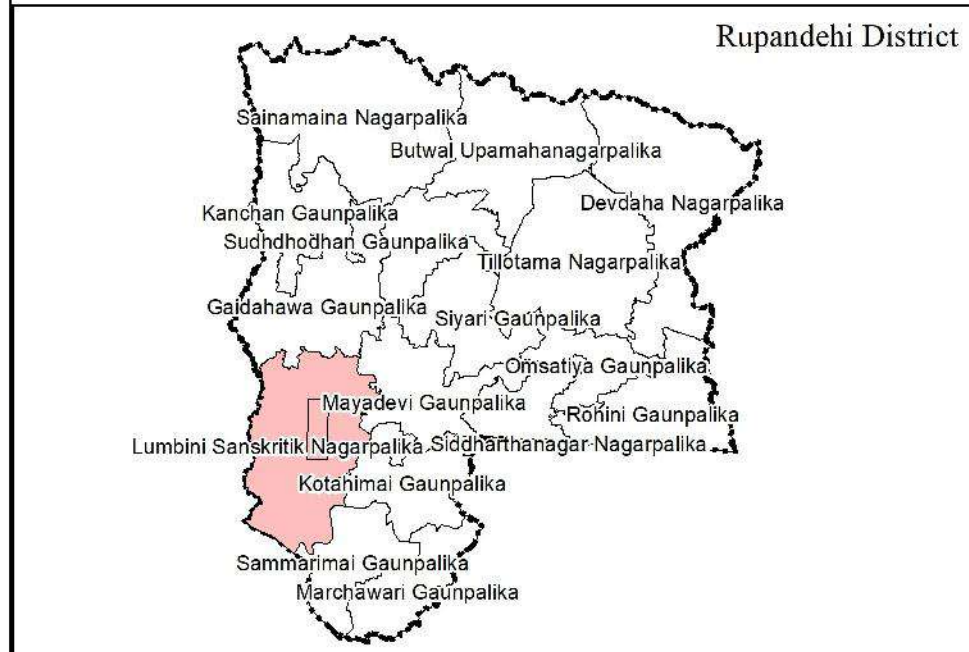 Rupandehi District
Sainamaina Nagarpalika
Butwal Upamahanagarpalika
Devdaha Nagarpalika
Kanchan Gaunpalika
Sudhdhodhan Gaunpalika
Tillotama Nagarpalika
Gaidahawa Gaunpalika
Siyari Gaunpalika
Omsatiya Gaunpalika
Mayadevi Gaunpalika
Rohini Gaunpalika
Lumbini Sanskritik Nagarpalika
Siddharthanagar Nagarpalika
Kotahimai Gaunpalika
Sammarimai Gaunpalika
Marchawari Gaunpalika